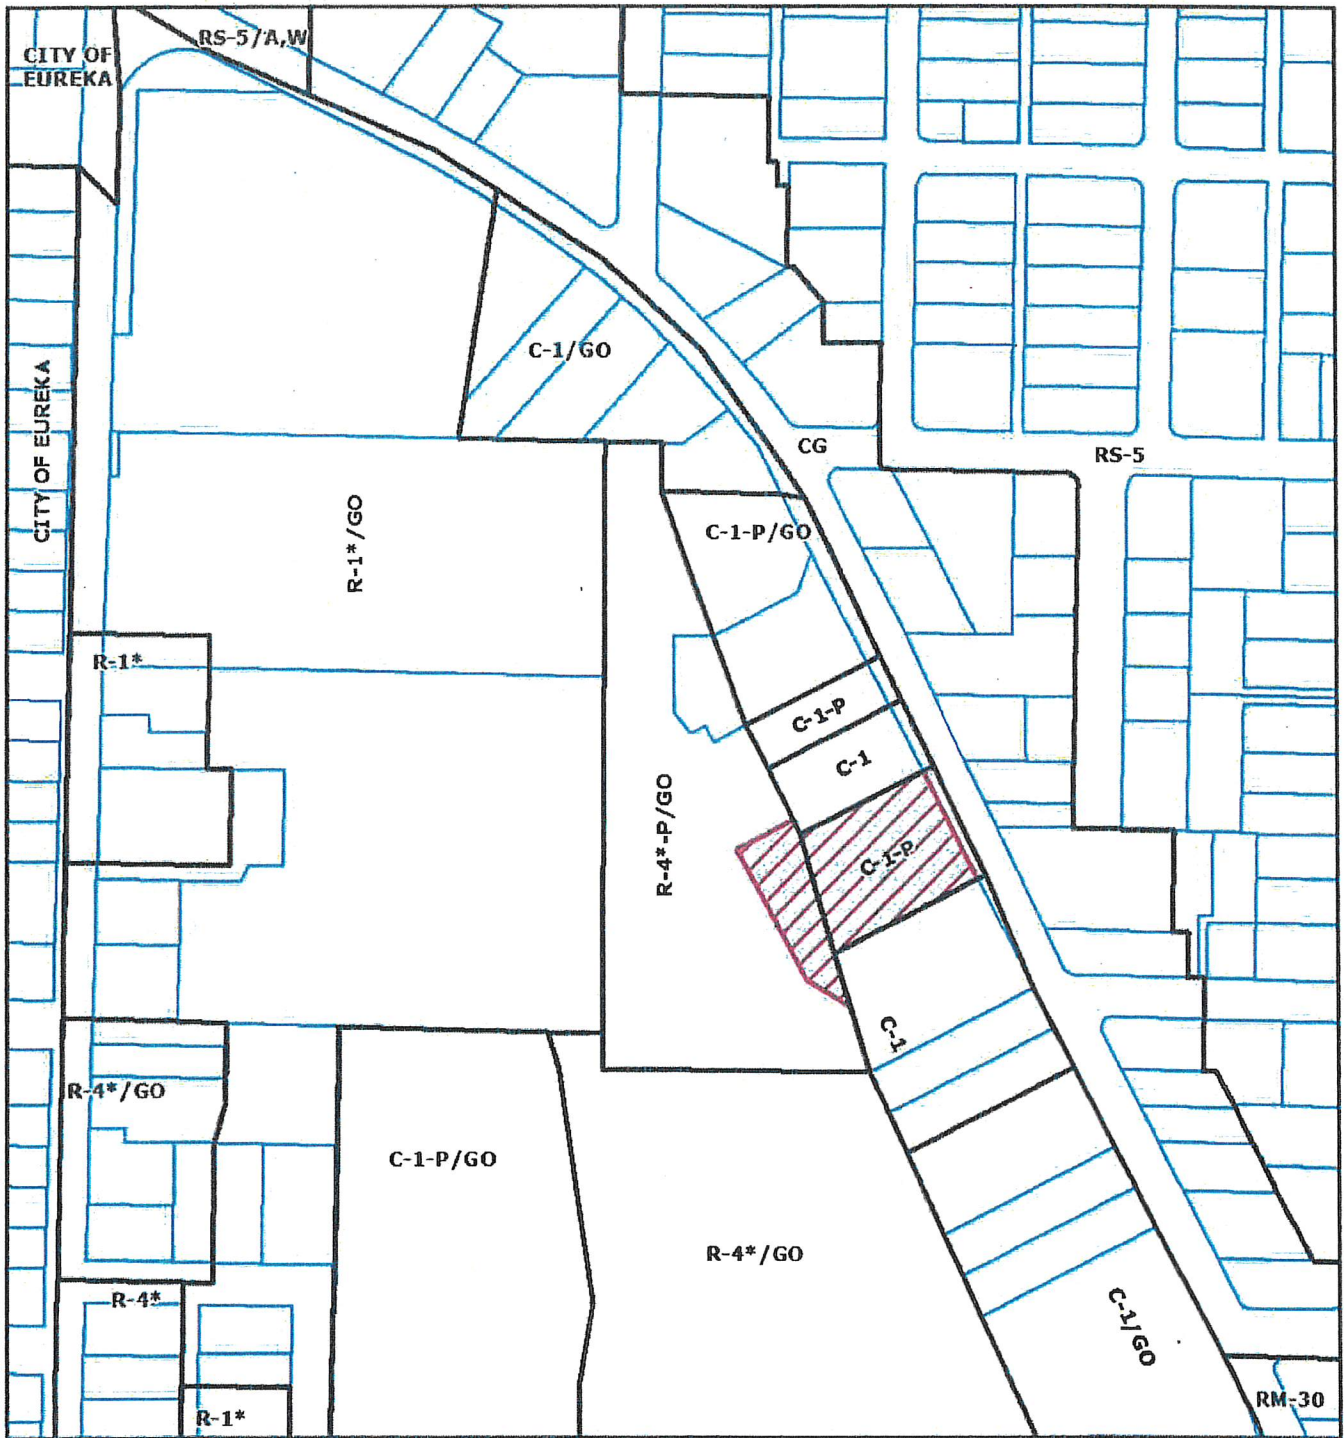 RS-5/A,W
CITY OF
EUREKA
C-1/GO
CITY OF EUREKA
CG
RS-5
R-1*/GO
C-1-P/GO
R-1*
C-1-P
C-1
R-4*-P/GO
C-1-P
C-1
R-4*/GO
C-1-P/GO
R-4*/GO
R-4*
C-1/GO
RM-30
R-1*